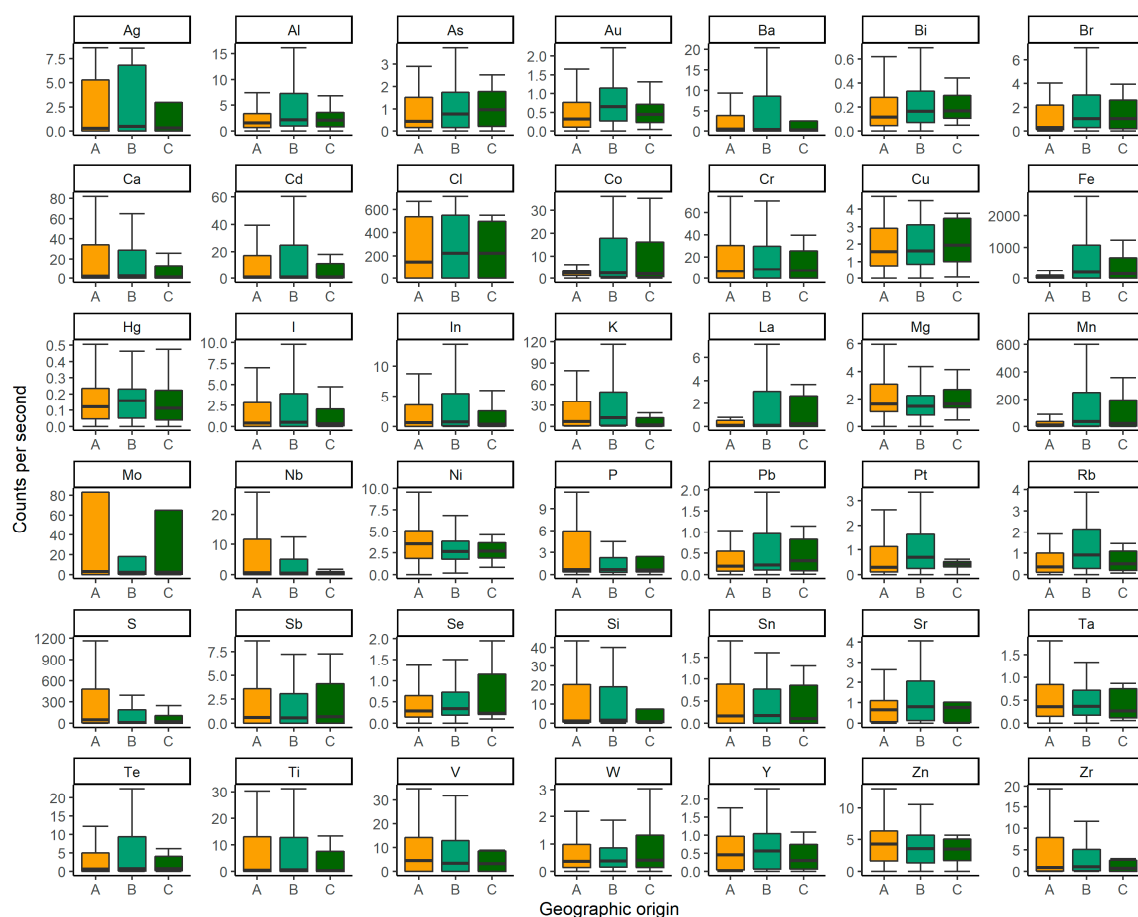 Ag Al As Au Ba Bi Br
7.5 15 3 2.0 20 0.6 6
5.0 10 2 1.5 15 0.4 4
2.5 5 1 1.0 10 0.2 2
0.0 0 0 0.5 5 0.0 0
0.0 0
A B C A B C A B C A B C A B C A B C A B C
Ca Cd Cl Co Cr Cu Fe
80 60 600 30 60 4 2000
60 40 400 20 40 3 1000
40 20 200 10 20 2 0
20 0 0 0 0 1
0 0
A B C A B C A B C A B C A B C A B C A B C
Hg I In K La Mg Mn
0.5 10.0 10 120 6 6 600
0.4 7.5 5 90 4 4 400
0.3 5.0 0 60 2 2 200
0.2 2.5 30 0 0 0
0.1 0.0 0
0.0
A B C A B C A B C A B C A B C A B C A B C
Mo Nb Ni P Pb Pt Rb
80 20 10.0 9 2.0 3 4
60 10 7.5 6 1.5 2 3
40 0 5.0 3 1.0 1 2
20 2.5 0 0.5 0 1
0 0.0 0.0 0
A B C A B C A B C A B C A B C A B C A B C
S Sb Se Si Sn Sr Ta
1200 7.5 2.0 40 1.5 4 1.5
900 5.0 1.5 30 1.0 3 1.0
600 2.5 1.0 20 0.5 2 0.5
300 0.0 0.5 10 0.0 1 0.0
0 0.0 0 0
A B C A B C A B C A B C A B C A B C A B C
Te Ti V W Y Zn Zr
20 30 30 3 2.0 10 20
15 20 20 2 1.5 5 15
10 10 10 1 1.0 0 10
5 0 0 0 0.5 5
0 0.0 0
A B C A B C A B C A B C A B C A B C A B C
Counts per second
Geographic origin